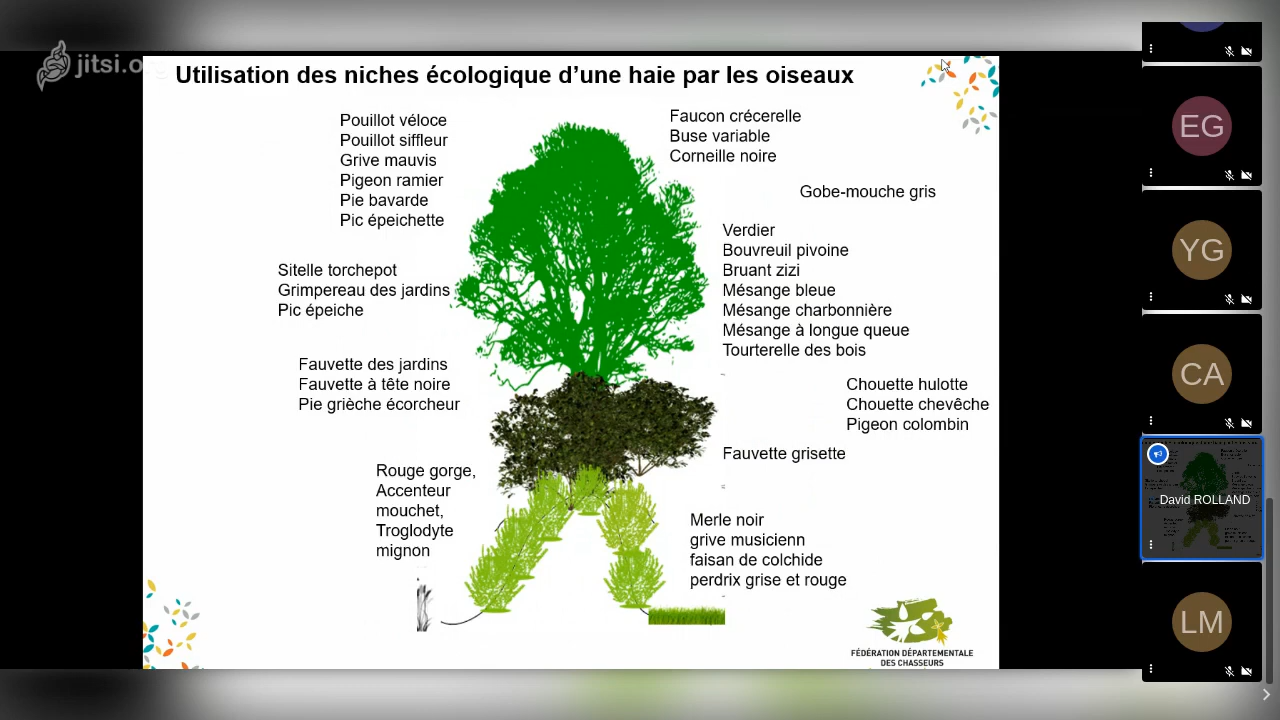 jitsi.org
Utilisation des niches écologique d'une haie par les oiseaux
Pouillot véloce
Pouillot siffleur
Grive mauvis
Pigeon ramier
Pie bavarde
Pic épeichette
Faucon crécerelle
Buse variable
Corneille noire
Gobe-mouche gris
Sitelle torchepot
Grimpereau des jardins
Pic épeiche
Verdier
Bouvreuil pivoine
Bruant zizi
Mésange bleue
Mésange charbonnière
Mésange à longue queue
Tourterelle des bois
Fauvette des jardins
Fauvette à tête noire
Pie grièche écorcheur
Chouette hulotte
Chouette chevêche
Pigeon colombin
Fauvette grisette
Rouge gorge,
Accenteur
mouchet,
Troglodyte
mignon
Merle noir
grive musicienn
faisan de colchide
perdrix grise et rouge
FÉDÉRATION DÉPARTEMENTALE
DES CHASSEURS
EG
YG
CA
David ROLLAND
LM